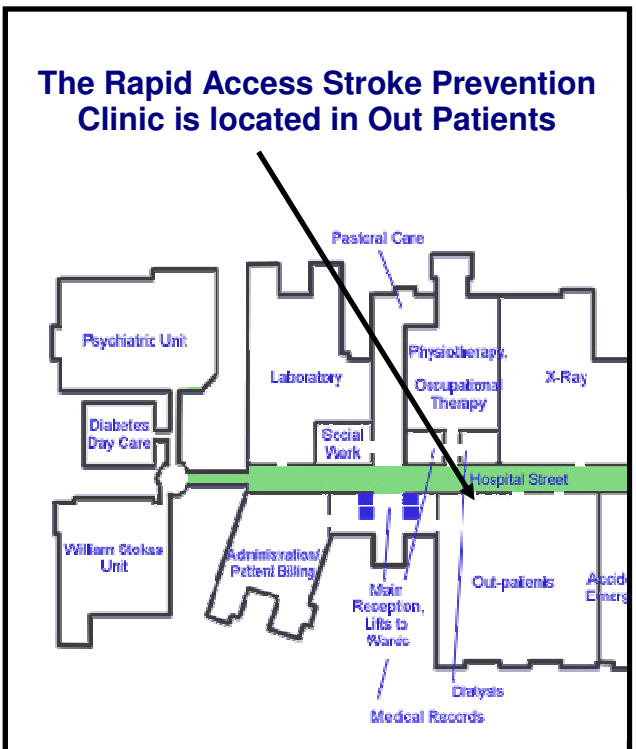 The Rapid Access Stroke Prevention
Clinic is located in Out Patients
Pastoral Care
Psychiatric Unit
Physiotherapy,
Occupational
Therapy
X-Ray
Laboratory
Diabetes
Day Care
Social
Work
Hospital Street
William Stokes
Unit
Administration/
Patient Billing
Main
Reception,
Lifts to
Wards
Out-patients
Dialysis
Medical Records